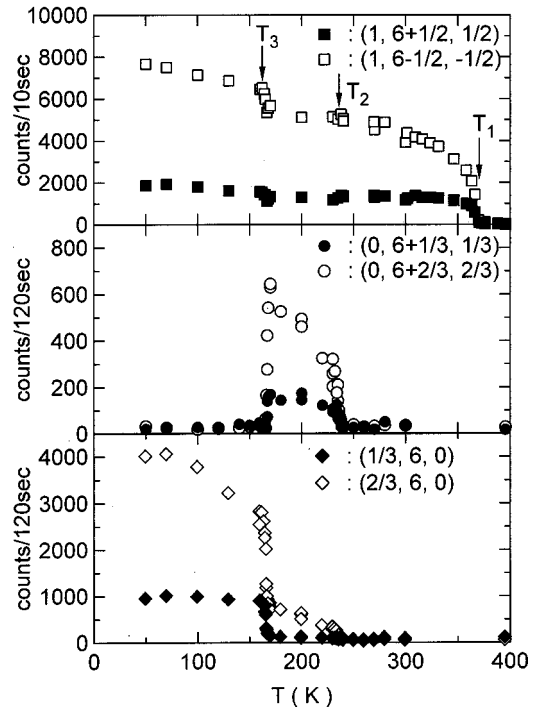 10000
8000
6000
4000
2000
0
counts/10sec
T3
T2
T1
■ : (1, 6+1/2, 1/2)
□ : (1, 6-1/2, -1/2)
800
600
400
200
0
counts/120sec
● : (0, 6+1/3, 1/3)
○ : (0, 6+2/3, 2/3)
4000
3000
2000
1000
0
counts/120sec
◆ : (1/3, 6, 0)
◇ : (2/3, 6, 0)
0 100 200 300 400
T ( K )